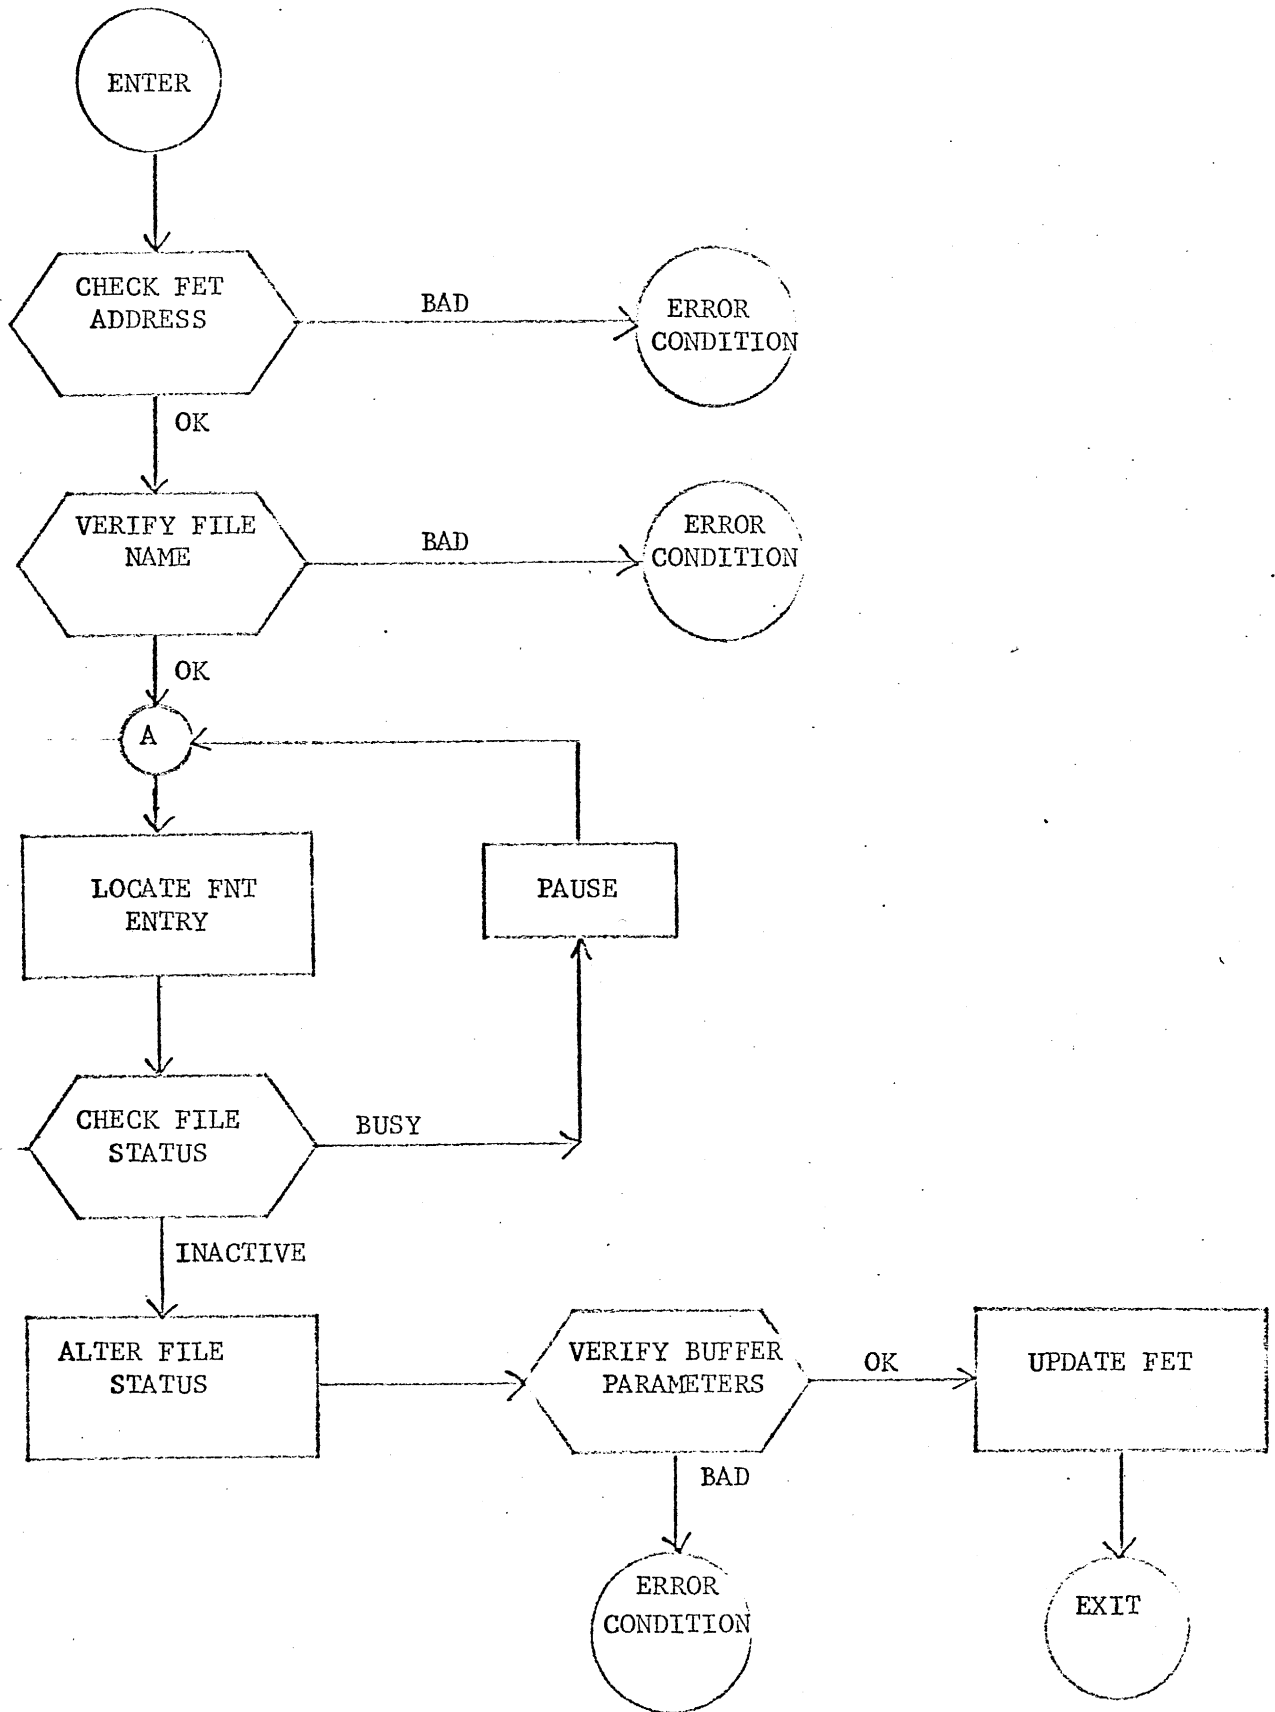 ENTER
CHECK FET
ADDRESS
BAD
ERROR
CONDITION
OK
VERIFY FILE
NAME
BAD
ERROR
CONDITION
OK
A
LOCATE FNT
ENTRY
PAUSE
CHECK FILE
STATUS
BUSY
INACTIVE
ALTER FILE
STATUS
VERIFY BUFFER
PARAMETERS
OK
UPDATE FET
BAD
ERROR
CONDITION
EXIT